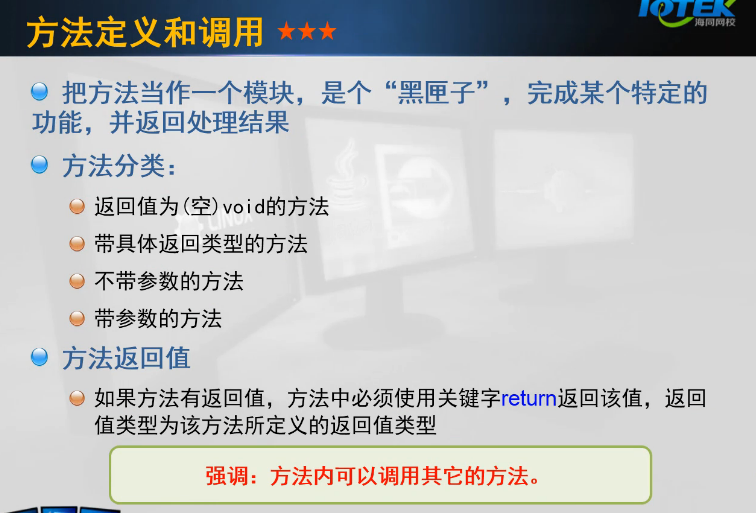 方法定义和调用 ★★★
IOTEK
海同网校
把方法当作一个模块，是个“黑匣子”，完成某个特定的
功能，并返回处理结果
方法分类：
返回值为(空)void的方法
带具体返回类型的方法
不带参数的方法
带参数的方法
方法返回值
如果方法有返回值，方法中必须使用关键字return返回该值，返回
值类型为该方法所定义的返回值类型
强调：方法内可以调用其它的方法。
LINUX